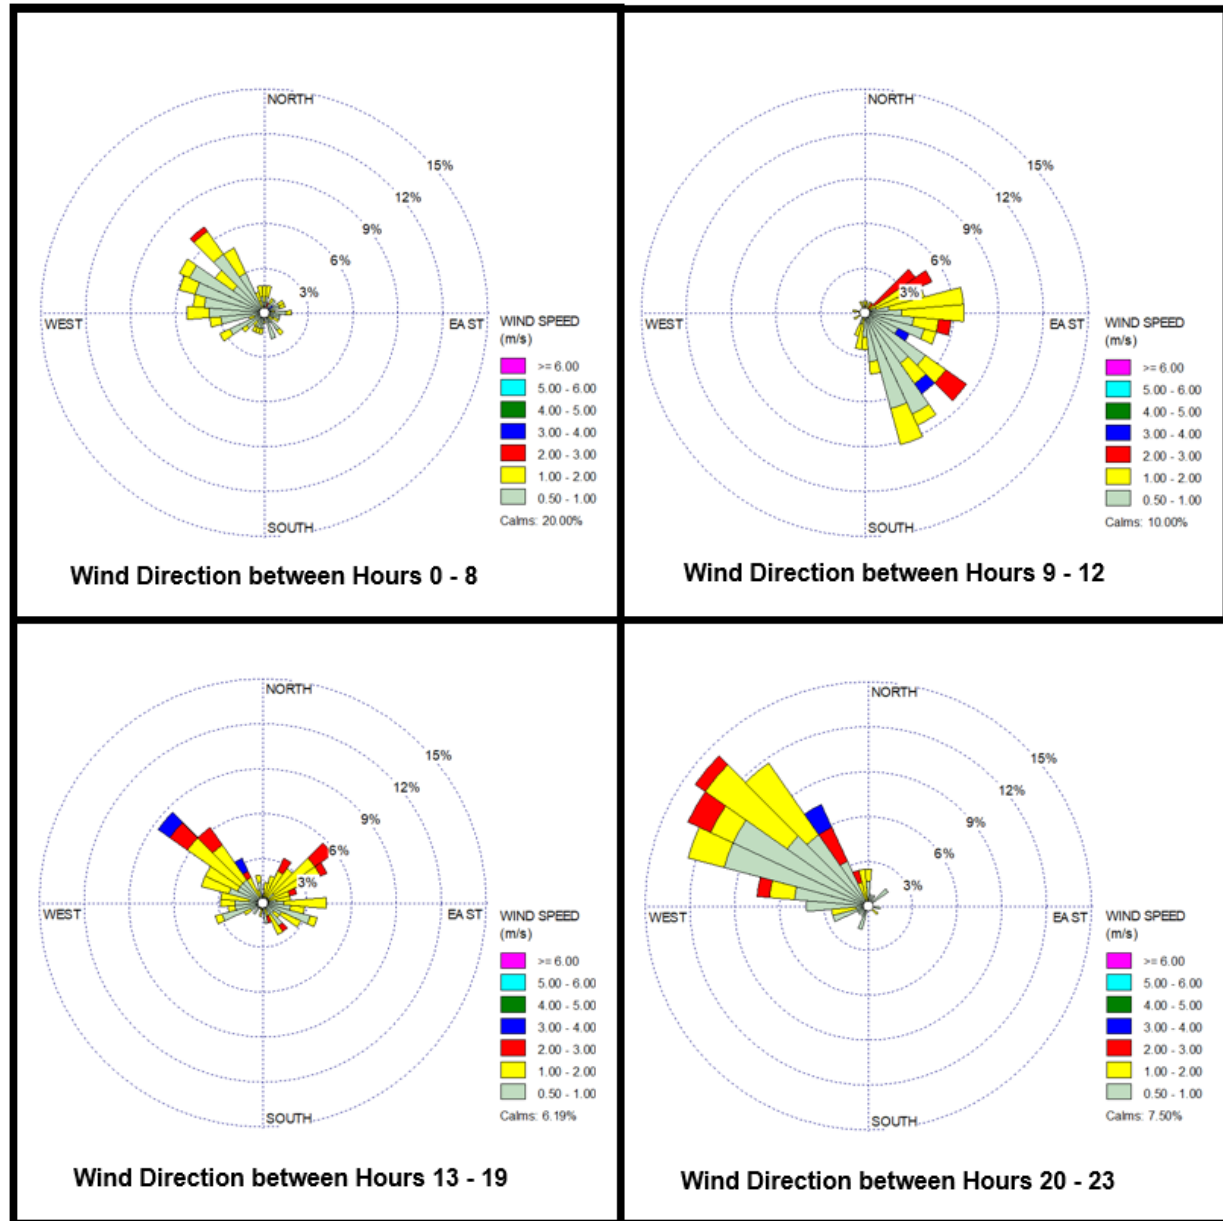 NORTH
15%
12%
9%
6%
3%
WEST
EAST
WIND SPEED
(m/s)
>= 6.00
5.00 - 6.00
4.00 - 5.00
3.00 - 4.00
2.00 - 3.00
1.00 - 2.00
0.50 - 1.00
Calms: 20.00%
SOUTH
Wind Direction between Hours 0 - 8
NORTH
15%
12%
9%
6%
3%
WEST
EAST
WIND SPEED
(m/s)
>= 6.00
5.00 - 6.00
4.00 - 5.00
3.00 - 4.00
2.00 - 3.00
1.00 - 2.00
0.50 - 1.00
Calms: 10.00%
SOUTH
Wind Direction between Hours 9 - 12
NORTH
15%
12%
9%
6%
3%
WEST
EAST
WIND SPEED
(m/s)
>= 6.00
5.00 - 6.00
4.00 - 5.00
3.00 - 4.00
2.00 - 3.00
1.00 - 2.00
0.50 - 1.00
Calms: 6.19%
SOUTH
Wind Direction between Hours 13 - 19
NORTH
15%
12%
9%
6%
3%
WEST
EAST
WIND SPEED
(m/s)
>= 6.00
5.00 - 6.00
4.00 - 5.00
3.00 - 4.00
2.00 - 3.00
1.00 - 2.00
0.50 - 1.00
Calms: 7.50%
SOUTH
Wind Direction between Hours 20 - 23